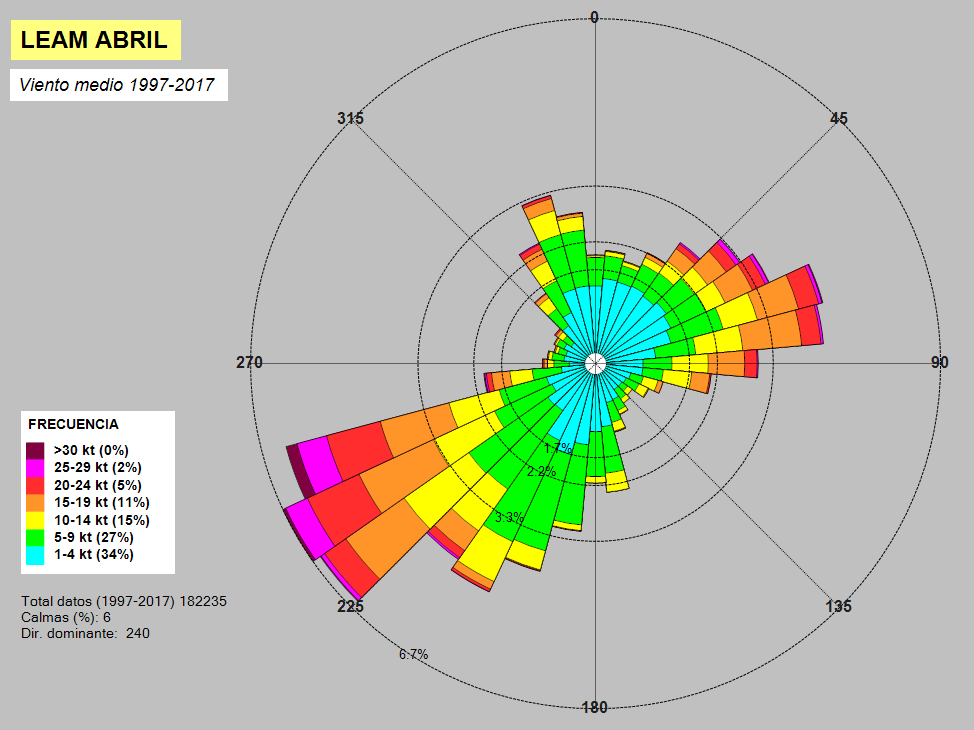 LEAM ABRIL
Viento medio 1997-2017
0
45
90
135
180
225
270
315
1.7%
2.2%
3.3%
6.7%
FRECUENCIA
>30 kt (0%)
25-29 kt (2%)
20-24 kt (5%)
15-19 kt (11%)
10-14 kt (15%)
5-9 kt (27%)
1-4 kt (34%)
Total datos (1997-2017) 182235
Calmas (%): 6
Dir. dominante: 240